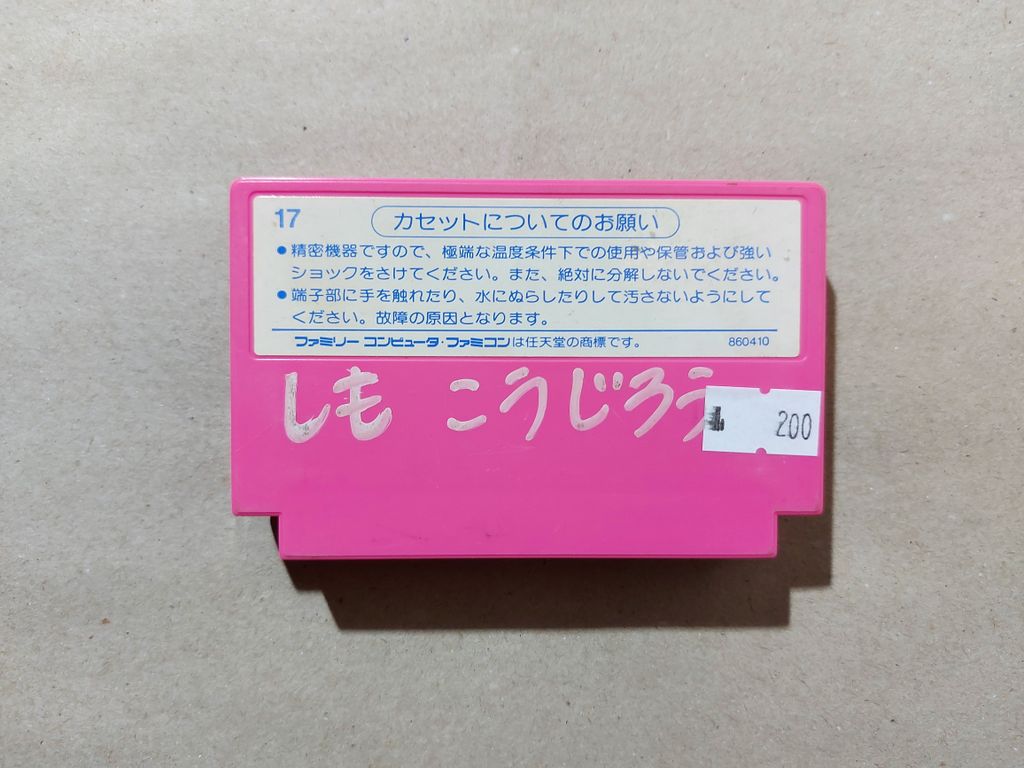 17
カセットについてのお願い
●精密機器ですので、極端な温度条件下での使用や保管および強い
ショックをさけてください。また、絶対に分解しないでください。
●端子部に手を触れたり、水にぬらしたりして汚さないようにして
ください。故障の原因となります。
ファミリー コンピュータ・ファミコンは任天堂の商標です。 860410
しも こうじろう
200